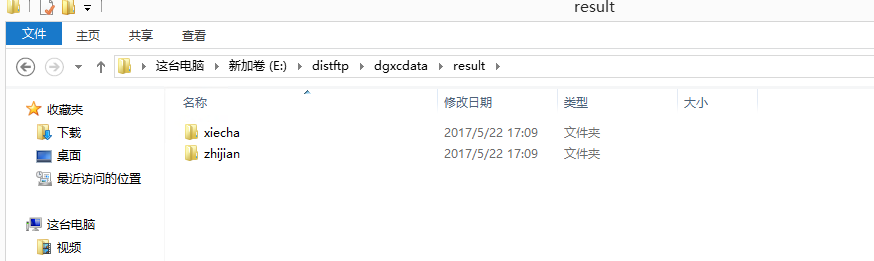 result
文件 主页 共享 查看
这台电脑 新加卷 (E:) distftp dgxcdata result
名称 修改日期 类型 大小
收藏夹
下载
桌面
最近访问的位置
这台电脑
视频
xiecha 2017/5/22 17:09 文件夹
zhijian 2017/5/22 17:09 文件夹